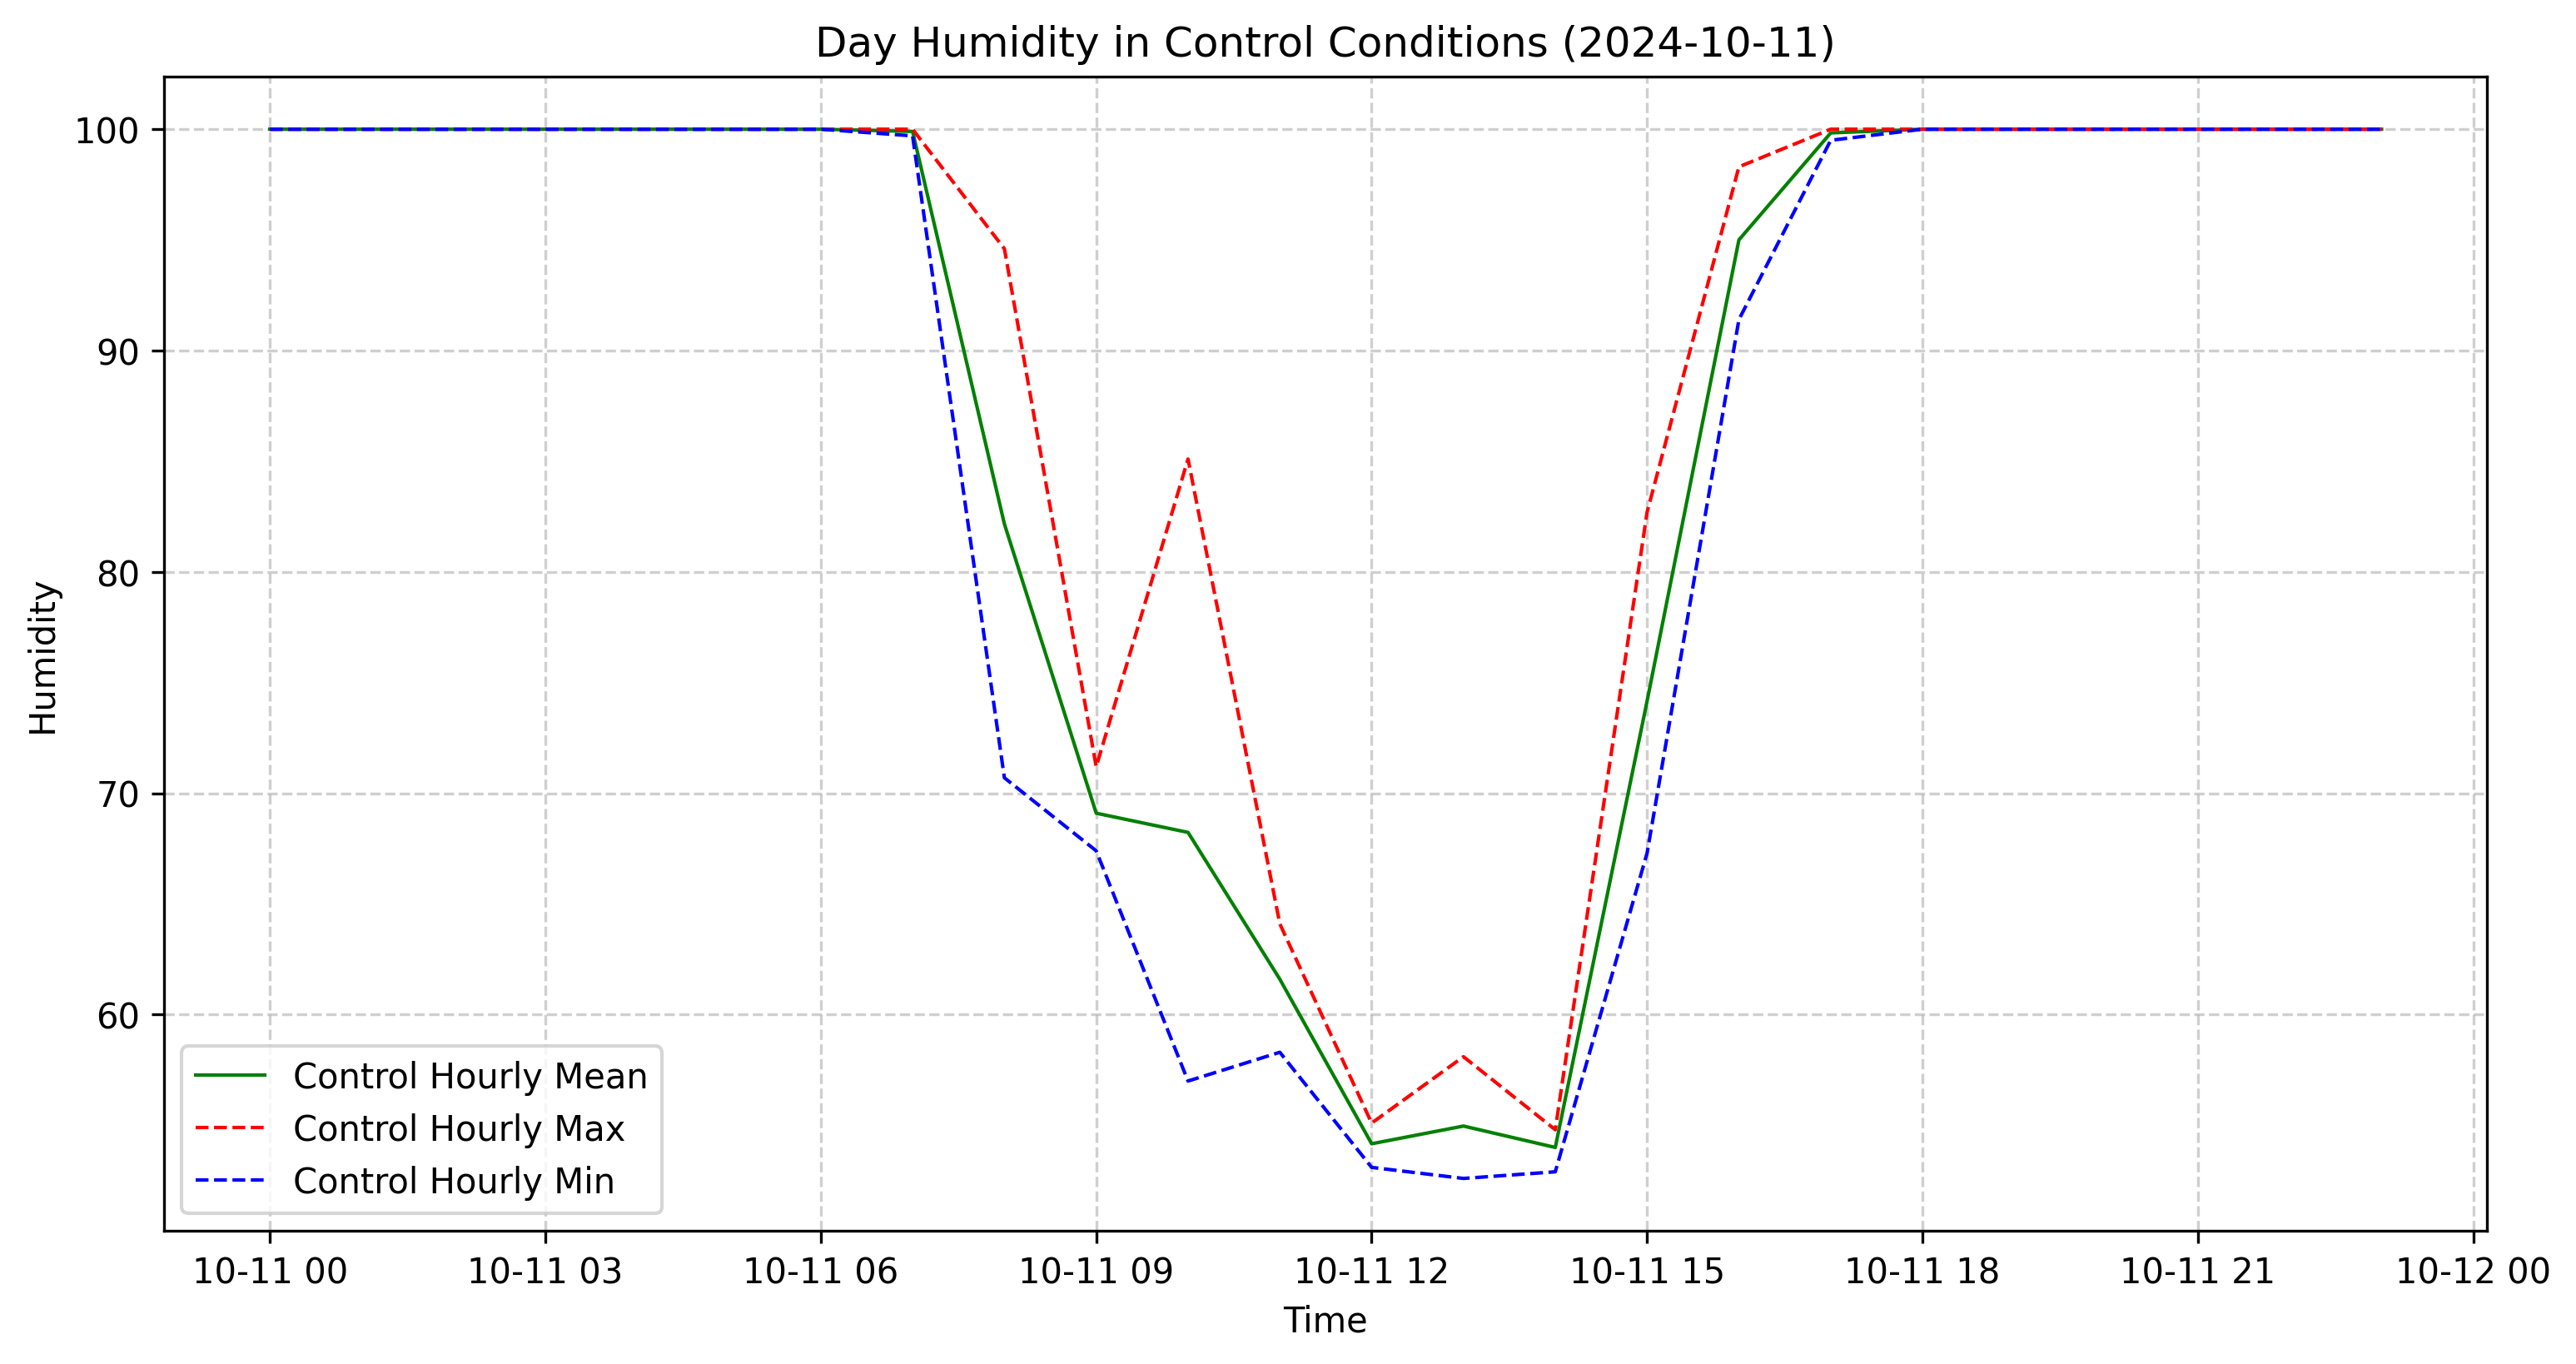 Day Humidity in Control Conditions (2024-10-11)
100
90
80
70
60
Humidity
Control Hourly Mean
Control Hourly Max
Control Hourly Min
10-11 00 10-11 03 10-11 06 10-11 09 10-11 12 10-11 15 10-11 18 10-11 21 10-12 00
Time